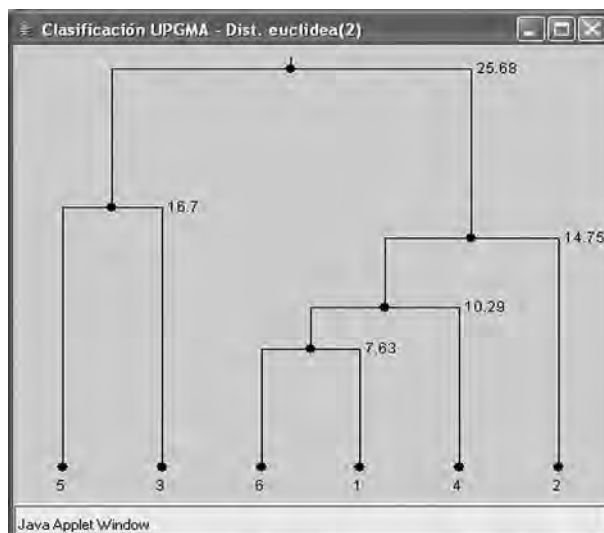 Clasificación UPGMA - Dist. euclidea(2)
25.68
16.7
14.75
10.29
7.63
5 3 6 1 4 2
Java Applet Window